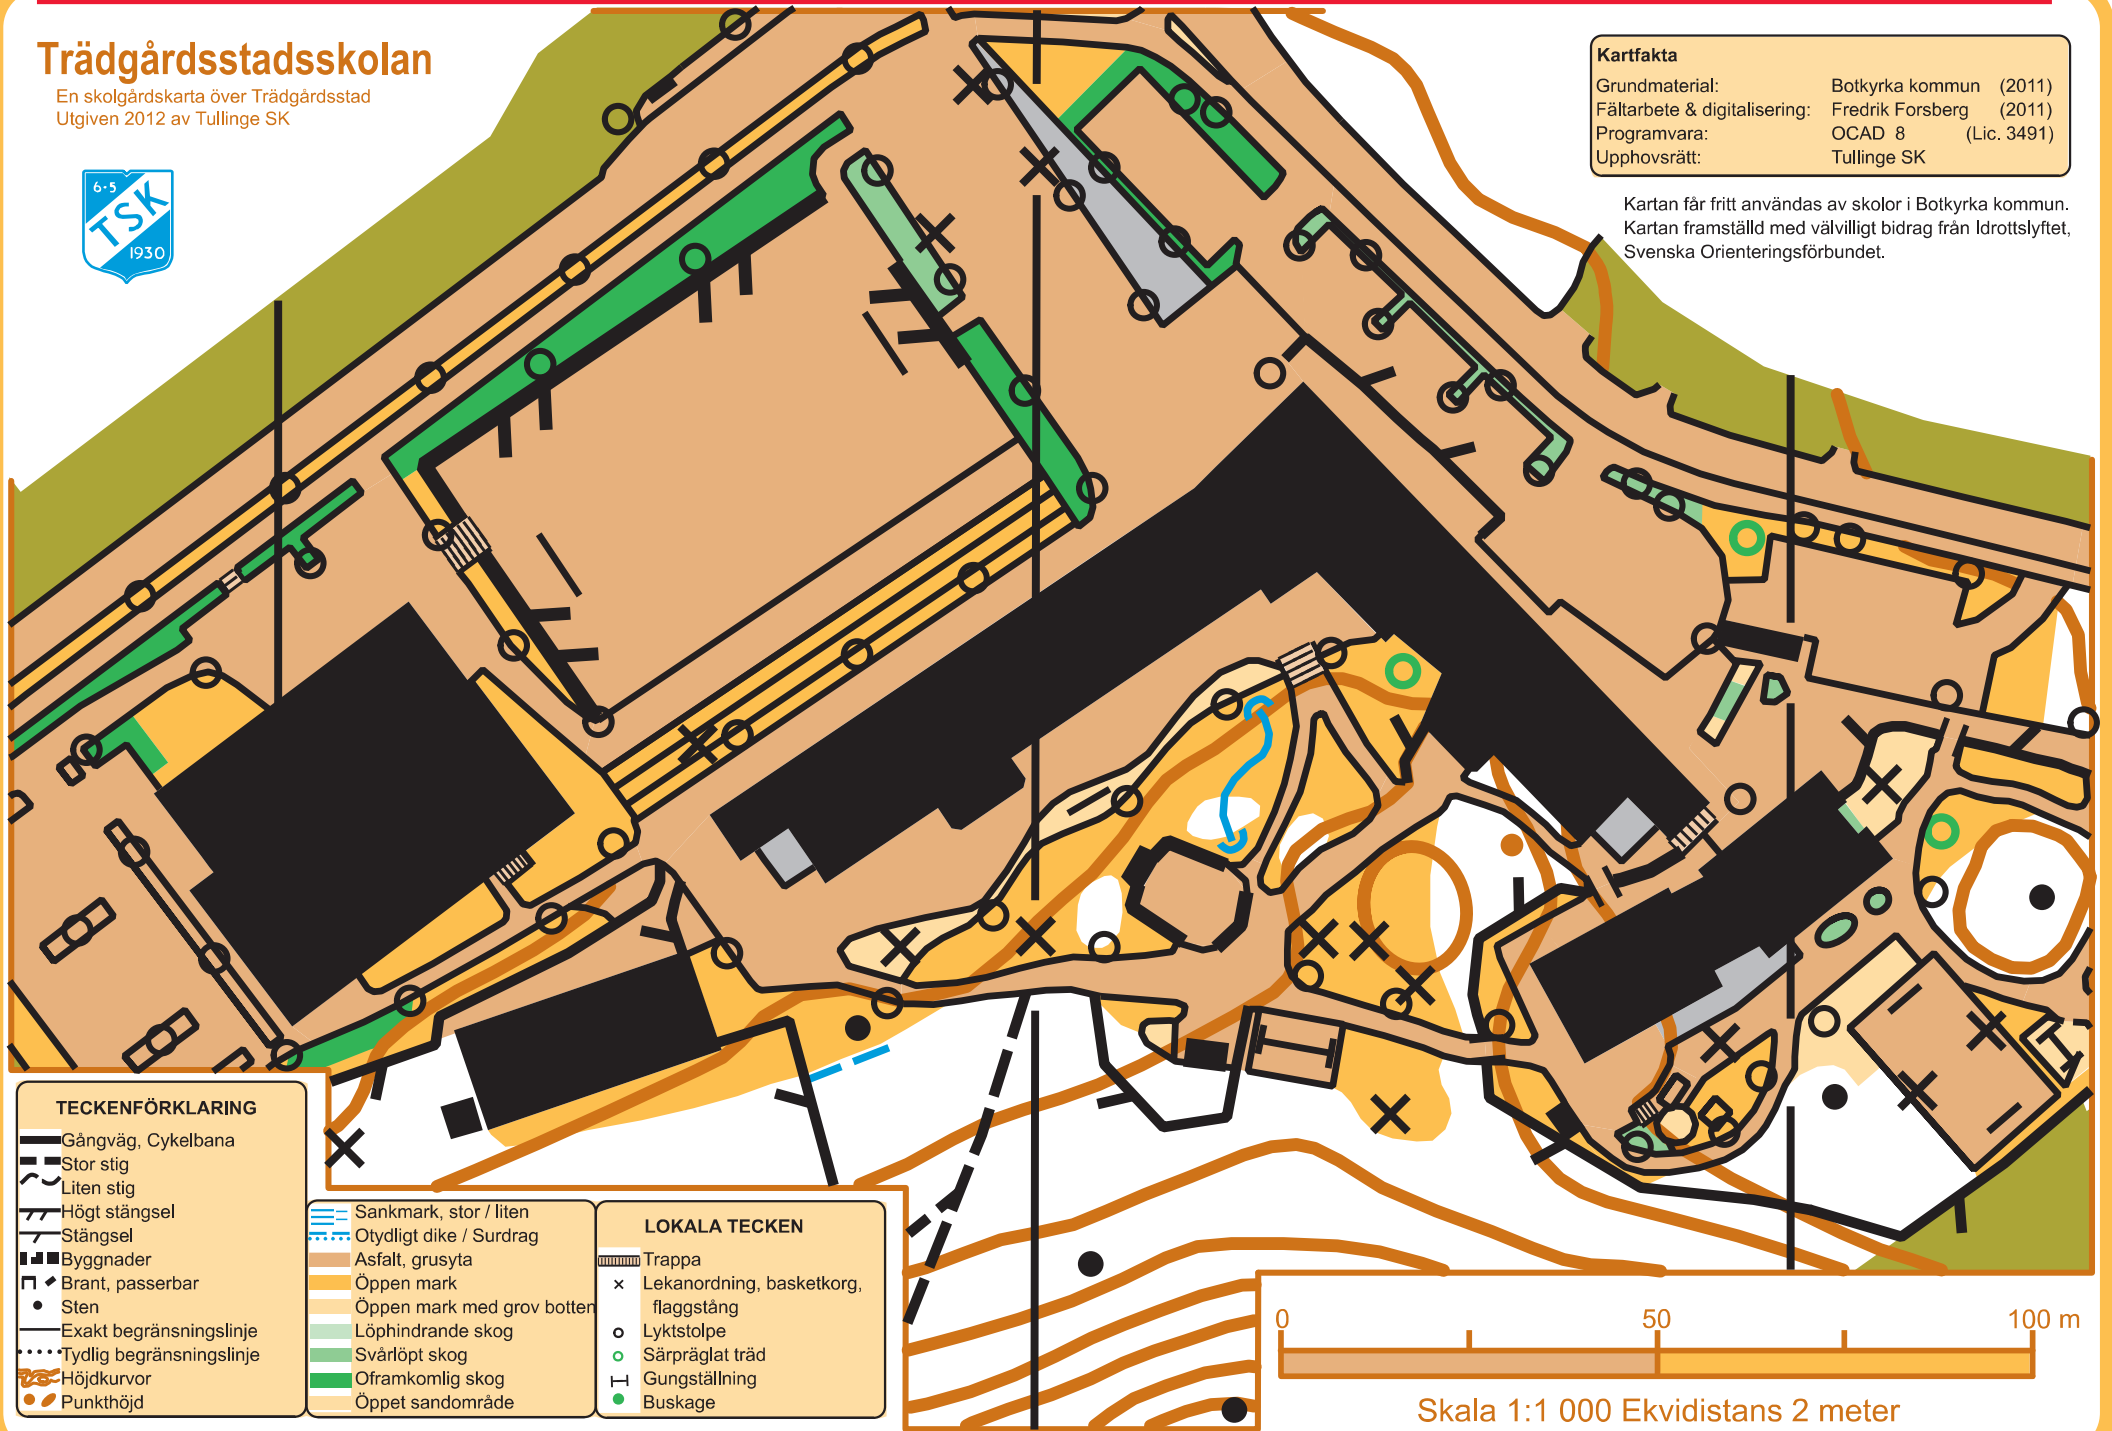 Trädgårdsstadsskolan
En skolgårdskarta över Trädgårdsstad
Utgiven 2012 av Tullinge SK
6-5
TSK
1930
Kartfakta
Grundmaterial: Botkyrka kommun (2011)
Fältarbete & digitalisering: Fredrik Forsberg (2011)
Programvara: OCAD 8 (Lic. 3491)
Upphovsrätt: Tullinge SK
Kartan får fritt användas av skolor i Botkyrka kommun.
Kartan framställd med välvilligt bidrag från Idrottslyftet,
Svenska Orienteringsförbundet.
TECKENFÖRKLARING
Gångväg, Cykelbana
Stor stig
Liten stig
Högt stängsel
Stängsel
Byggnader
Brant, passerbar
Sten
Exakt begränsningslinje
Tydlig begränsningslinje
Höjdkurvor
Punkthöjd
Sankmark, stor / liten
Otydligt dike / Surdrag
Asfalt, grusyta
Öppen mark
Öppen mark med grov botten
Löphindrande skog
Svårlöpt skog
Oframkomlig skog
Öppet sandområde
LOKALA TECKEN
Trappa
Lekanordning, basketkorg,
flaggstång
Lyktstolpe
Särpräglat träd
Gungställning
Buskage
0 50 100 m
Skala 1:1 000 Ekvidistans 2 meter